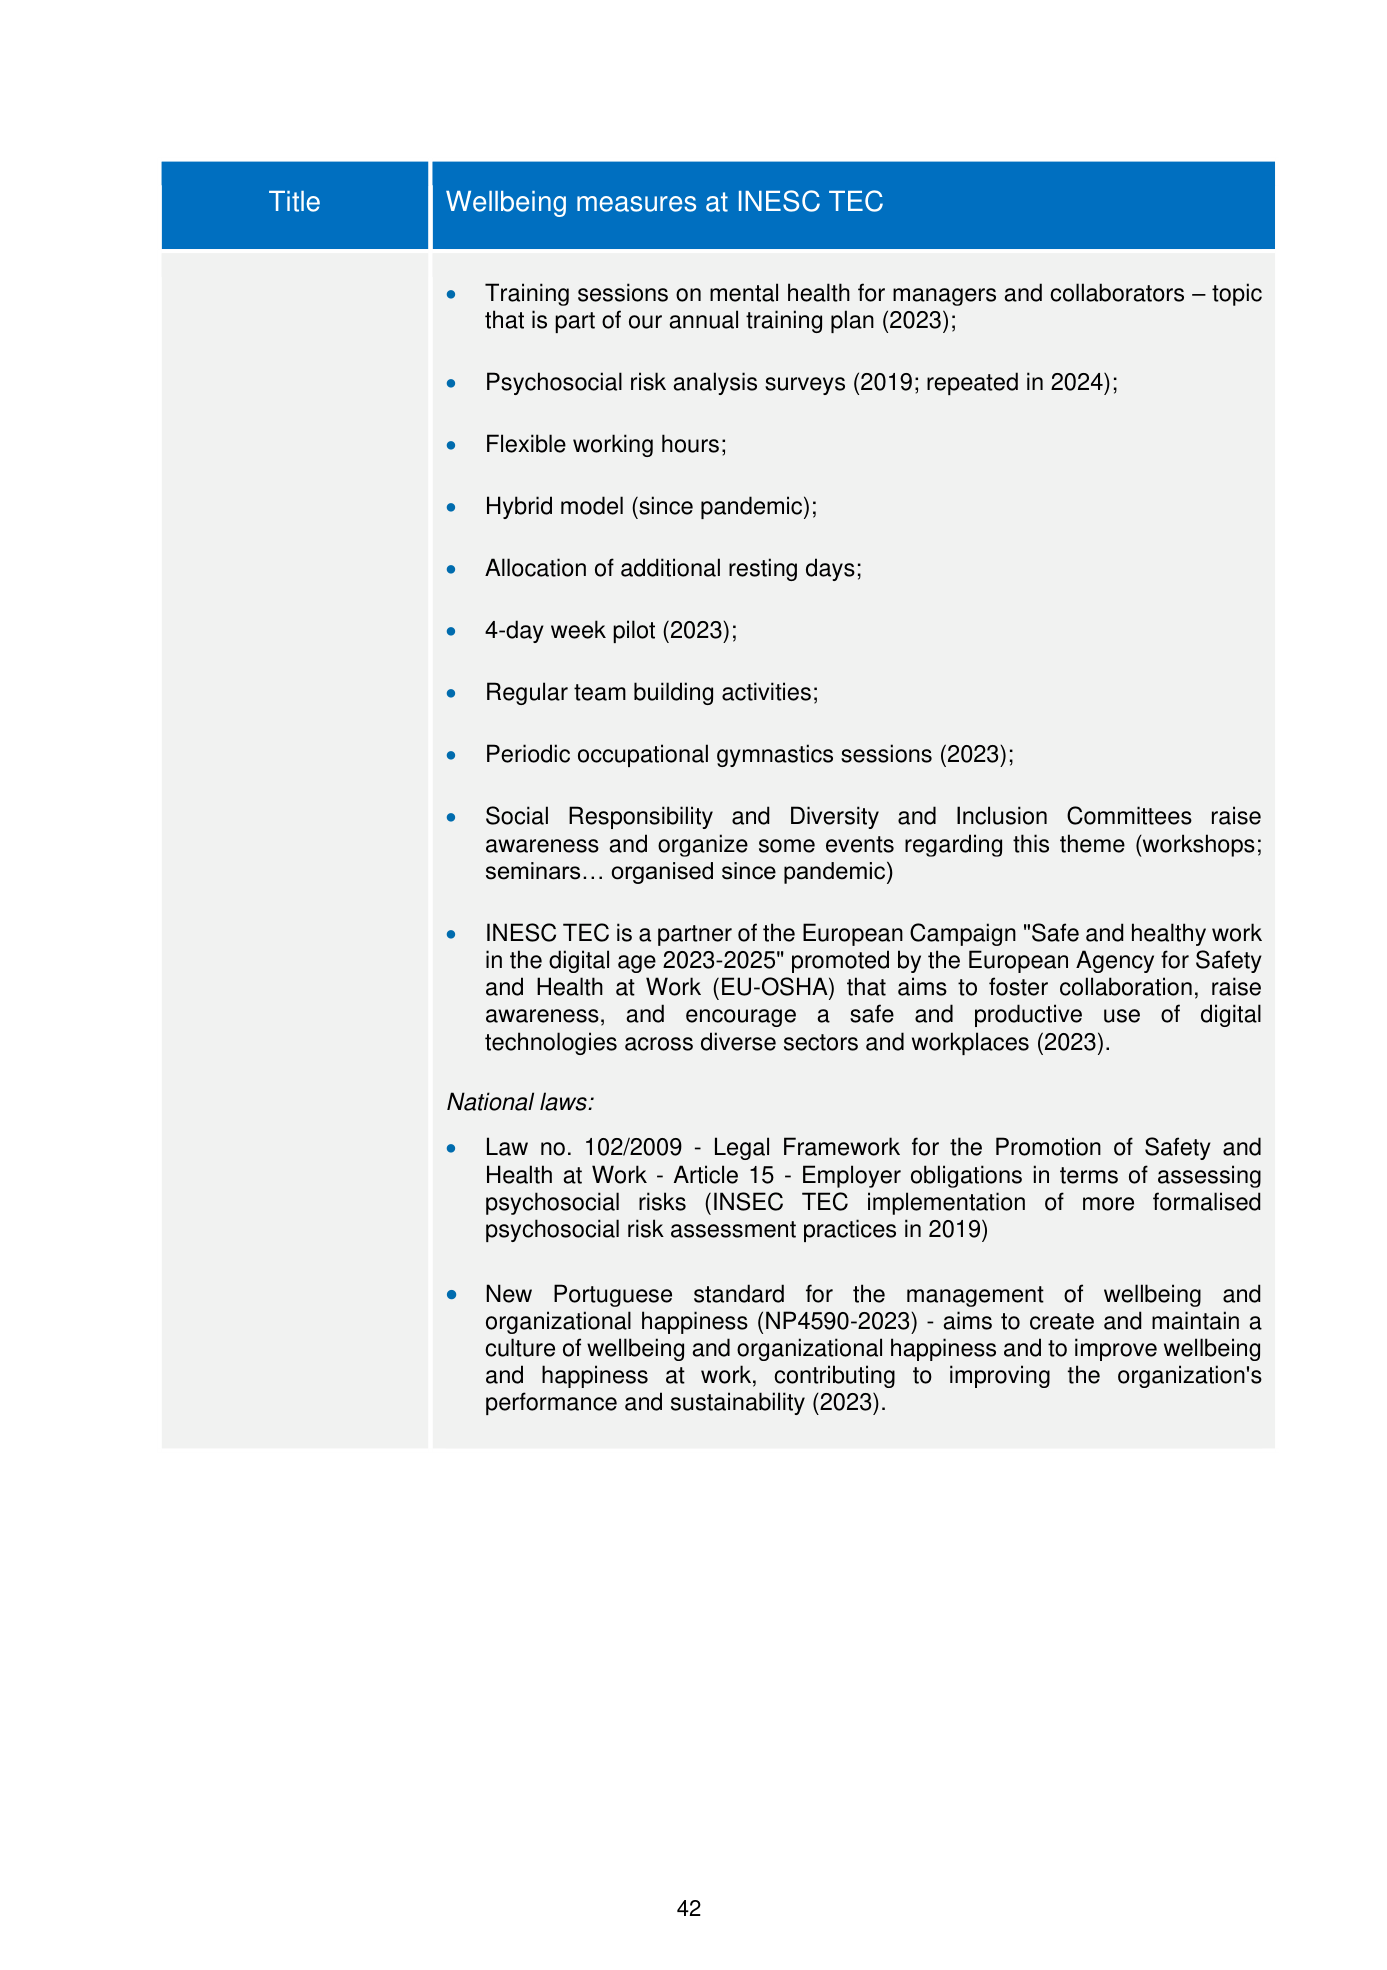 Title
Wellbeing measures at INESC TEC
• Training sessions on mental health for managers and collaborators – topic
that is part of our annual training plan (2023);
• Psychosocial risk analysis surveys (2019; repeated in 2024);
• Flexible working hours;
• Hybrid model (since pandemic);
• Allocation of additional resting days;
• 4-day week pilot (2023);
• Regular team building activities;
• Periodic occupational gymnastics sessions (2023);
• Social Responsibility and Diversity and Inclusion Committees raise
awareness and organize some events regarding this theme (workshops;
seminars… organised since pandemic)
• INESC TEC is a partner of the European Campaign "Safe and healthy work
in the digital age 2023-2025" promoted by the European Agency for Safety
and Health at Work (EU-OSHA) that aims to foster collaboration, raise
awareness, and encourage a safe and productive use of digital
technologies across diverse sectors and workplaces (2023).
National laws:
• Law no. 102/2009 - Legal Framework for the Promotion of Safety and
Health at Work - Article 15 - Employer obligations in terms of assessing
psychosocial risks (INSEC TEC implementation of more formalised
psychosocial risk assessment practices in 2019)
• New Portuguese standard for the management of wellbeing and
organizational happiness (NP4590-2023) - aims to create and maintain a
culture of wellbeing and organizational happiness and to improve wellbeing
and happiness at work, contributing to improving the organization's
performance and sustainability (2023).
42